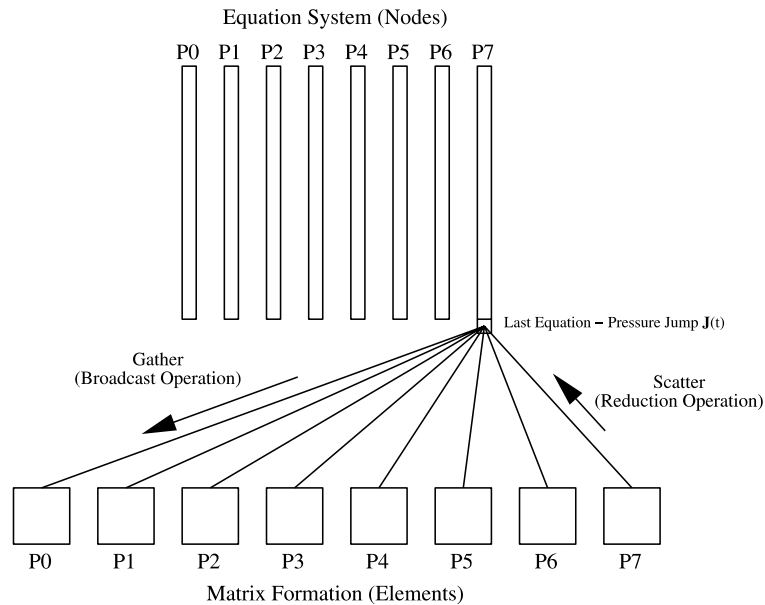 Equation System (Nodes)
P0 P1 P2 P3 P4 P5 P6 P7
Last Equation – Pressure Jump J(t)
Gather
(Broadcast Operation)
Scatter
(Reduction Operation)
P0 P1 P2 P3 P4 P5 P6 P7
Matrix Formation (Elements)